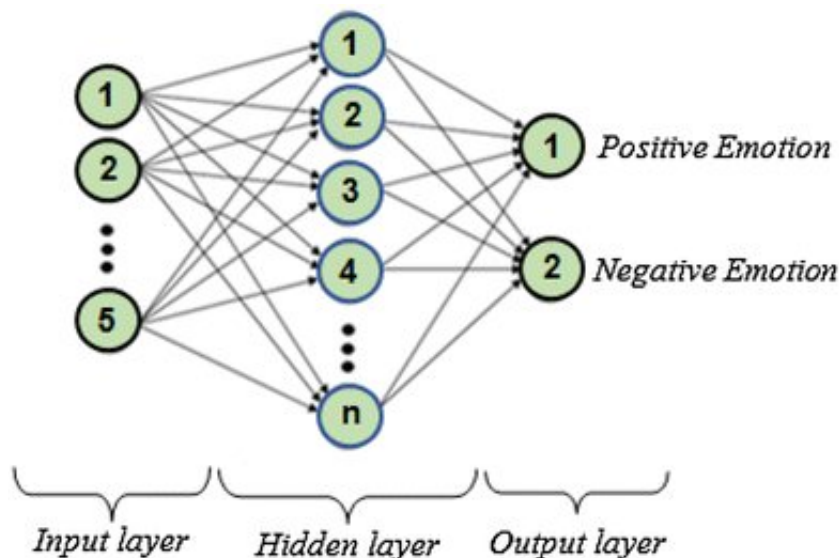 1
2
5
1
2
3
4
n
1 Positive Emotion
2 Negative Emotion
Input layer
Hidden layer
Output layer